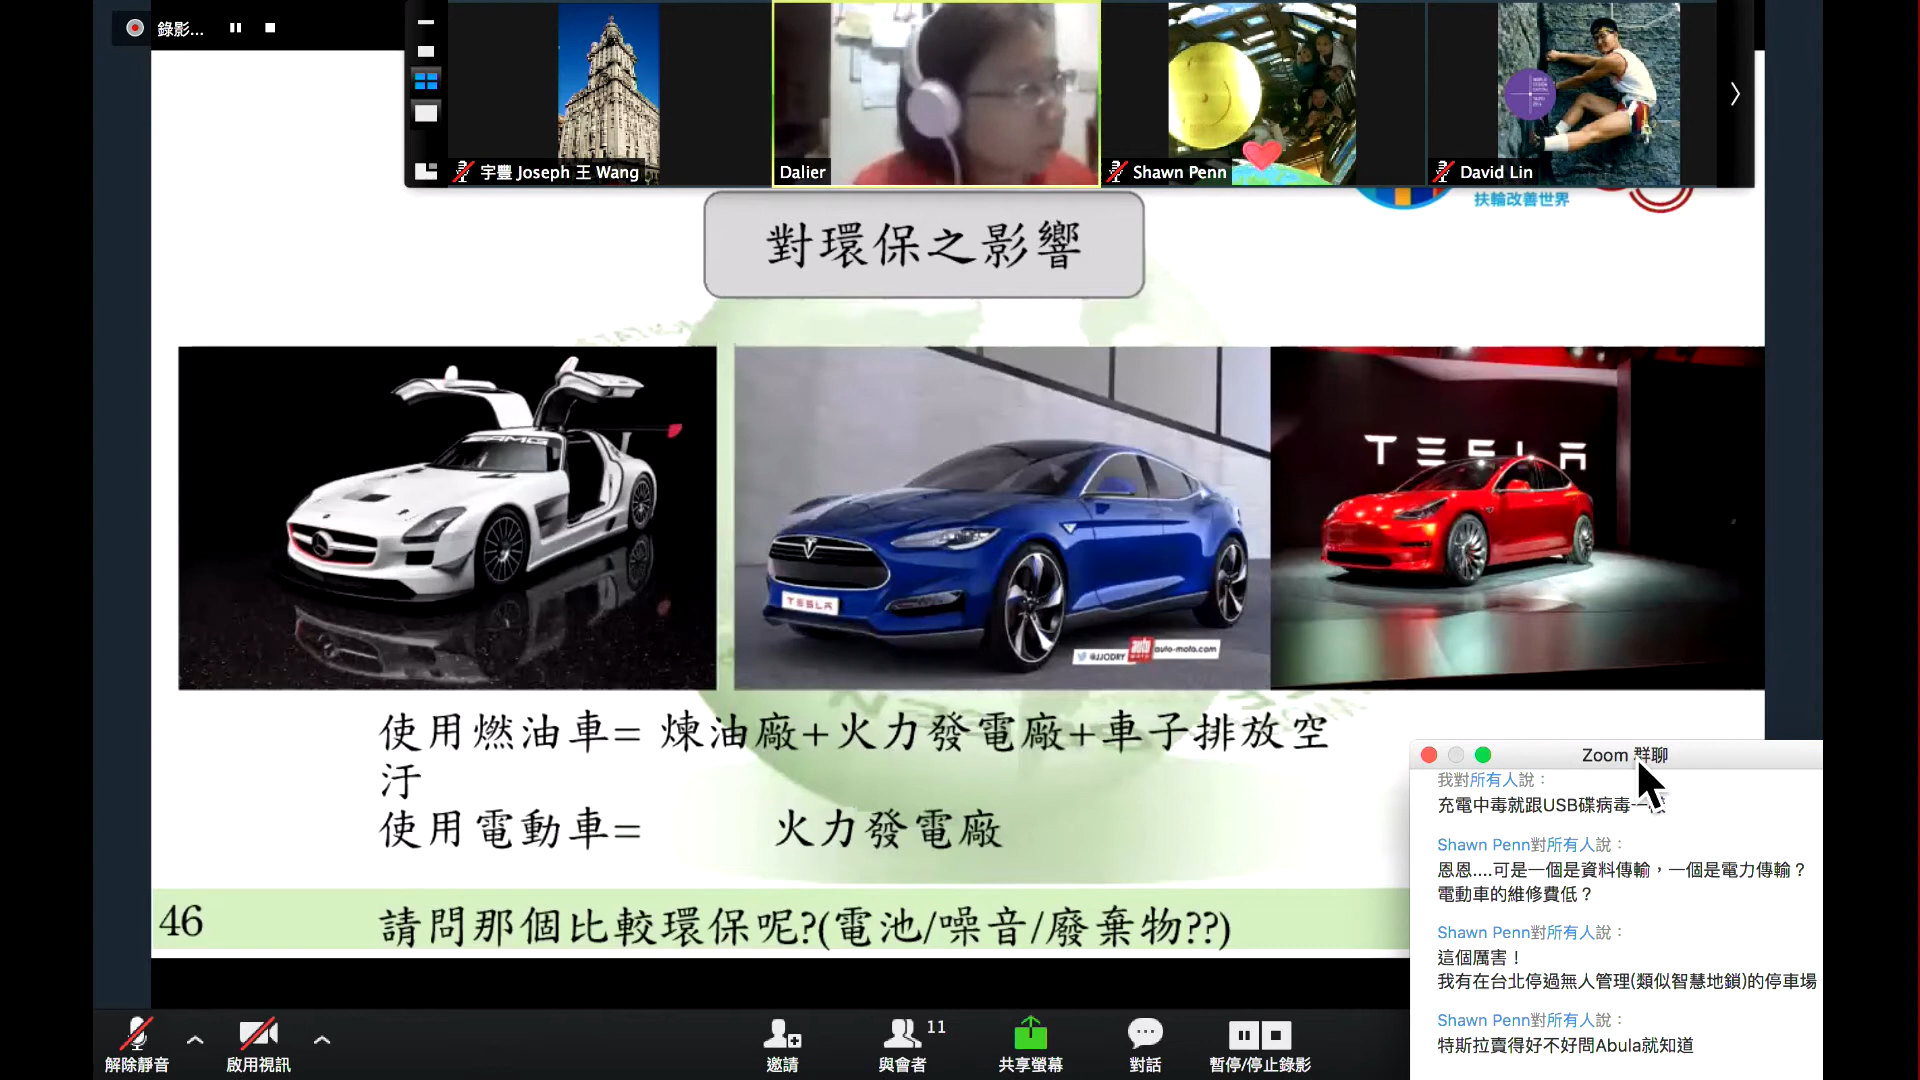 錄影...
宇豐 Joseph 王 Wang
Dalier
Shawn Penn
David Lin
扶輪改善世界
對環保之影響
AMG
TESLA
@JJODRY
auto
auto-moto.com
TESLA
使用燃油車= 煉油廠+火力發電廠+車子排放空
汙
使用電動車= 火力發電廠
46
請問那個比較環保呢?(電池/噪音/廢棄物??)
Zoom 群聊
我對所有人說：
充電中毒就跟USB碟病毒一
Shawn Penn對所有人說：
恩恩....可是一個是資料傳輸，一個是電力傳輸？
電動車的維修費低？
Shawn Penn對所有人說：
這個厲害！
我有在台北停過無人管理(類似智慧地鎖)的停車場
Shawn Penn對所有人說：
特斯拉賣得好不好問Abula就知道
解除靜音
啟用視訊
邀請
11
與會者
共享螢幕
對話
暫停/停止錄影